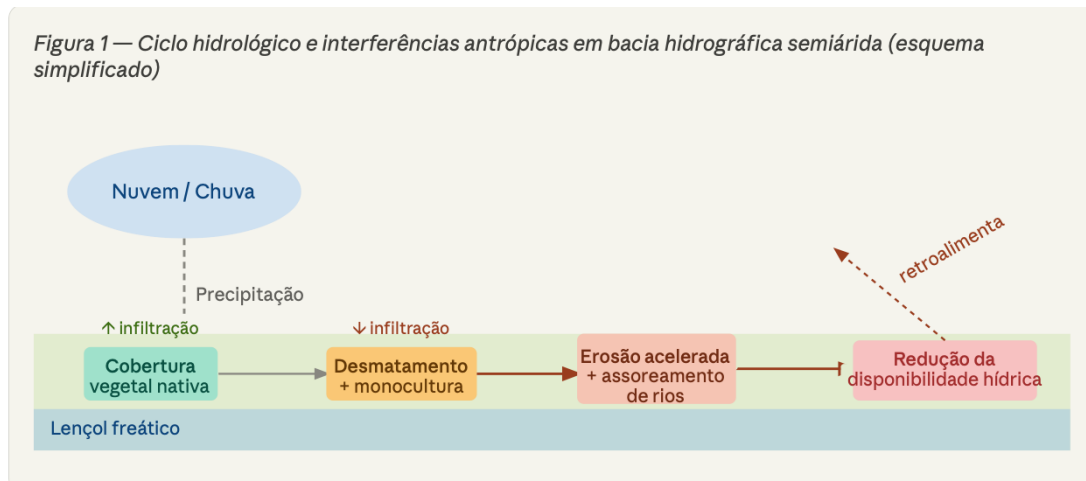 Figura 1 — Ciclo hidrológico e interferências antrópicas em bacia hidrográfica semiárida (esquema
simplificado)
Nuvem / Chuva
retroalimenta
Precipitação
↑ infiltração
↓ infiltração
Cobertura
vegetal nativa
Desmatamento
+ monocultura
Erosão acelerada
+ assoreamento
de rios
Redução da
disponibilidade hídrica
Lençol freático